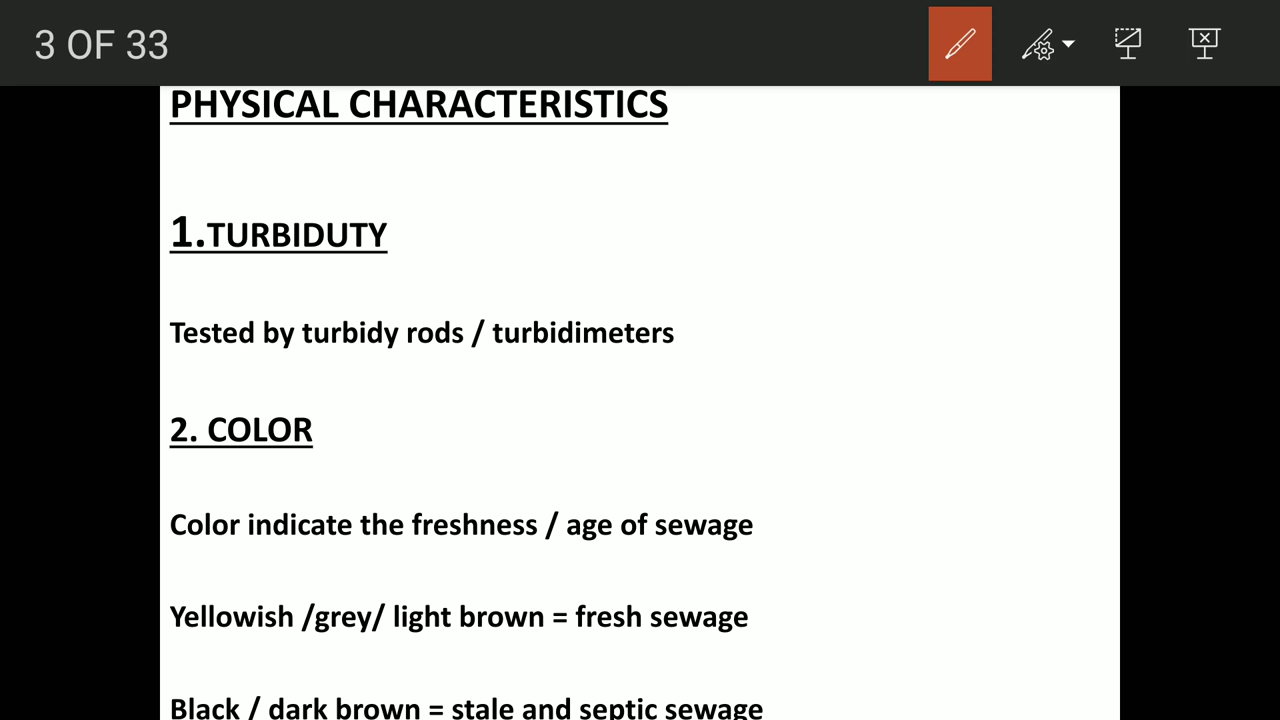 3 OF 33
PHYSICAL CHARACTERISTICS
1.TURBIDUTY
Tested by turbidy rods / turbidimeters
2. COLOR
Color indicate the freshness / age of sewage
Yellowish /grey/ light brown = fresh sewage
Black / dark brown = stale and septic sewage